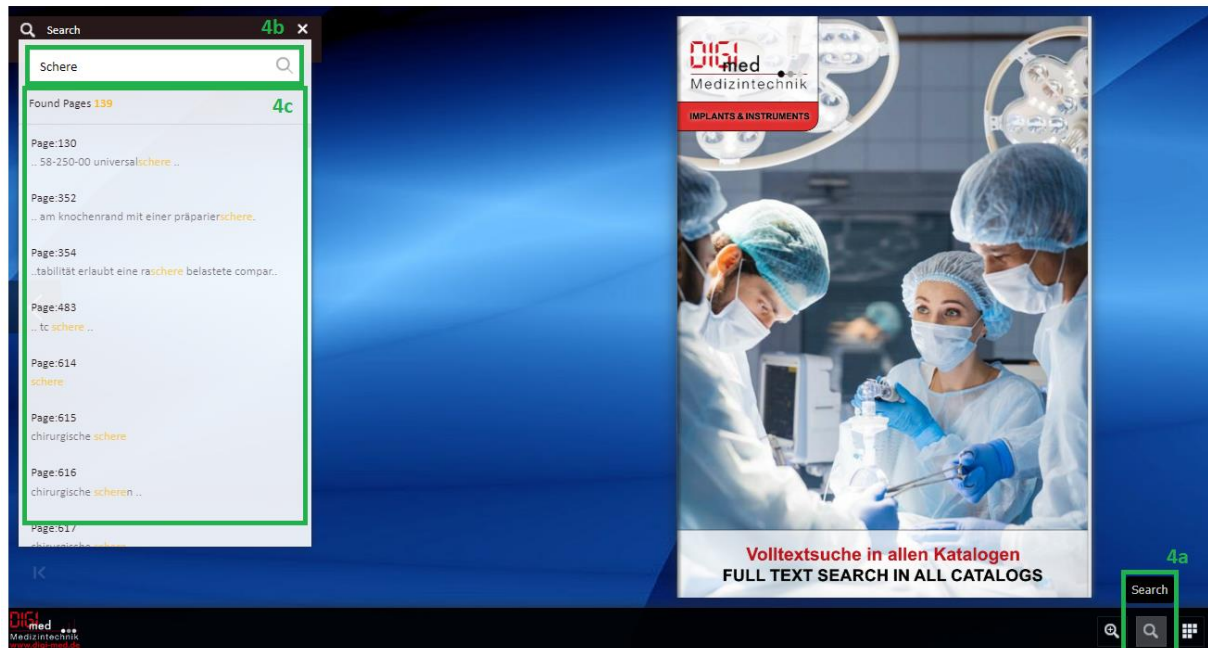 Search 4b ×
Schere
Found Pages 139
4c
Page:130
.. 58-250-00 universalschere ..
Page:352
.. am knochenrand mit einer präparierschere.
Page:354
..tabilität erlaubt eine raschere belastete compar..
Page:483
.. tc schere ..
Page:614
schere
Page:615
chirurgische schere
Page:616
chirurgische scheren ..
Page:617
chirurgische schere
DIGI
med
Medizintechnik
IMPLANTS & INSTRUMENTS
Volltextsuche in allen Katalogen
FULL TEXT SEARCH IN ALL CATALOGS
4a
Search
DIGI
med
Medizintechnik
www.digi-med.de